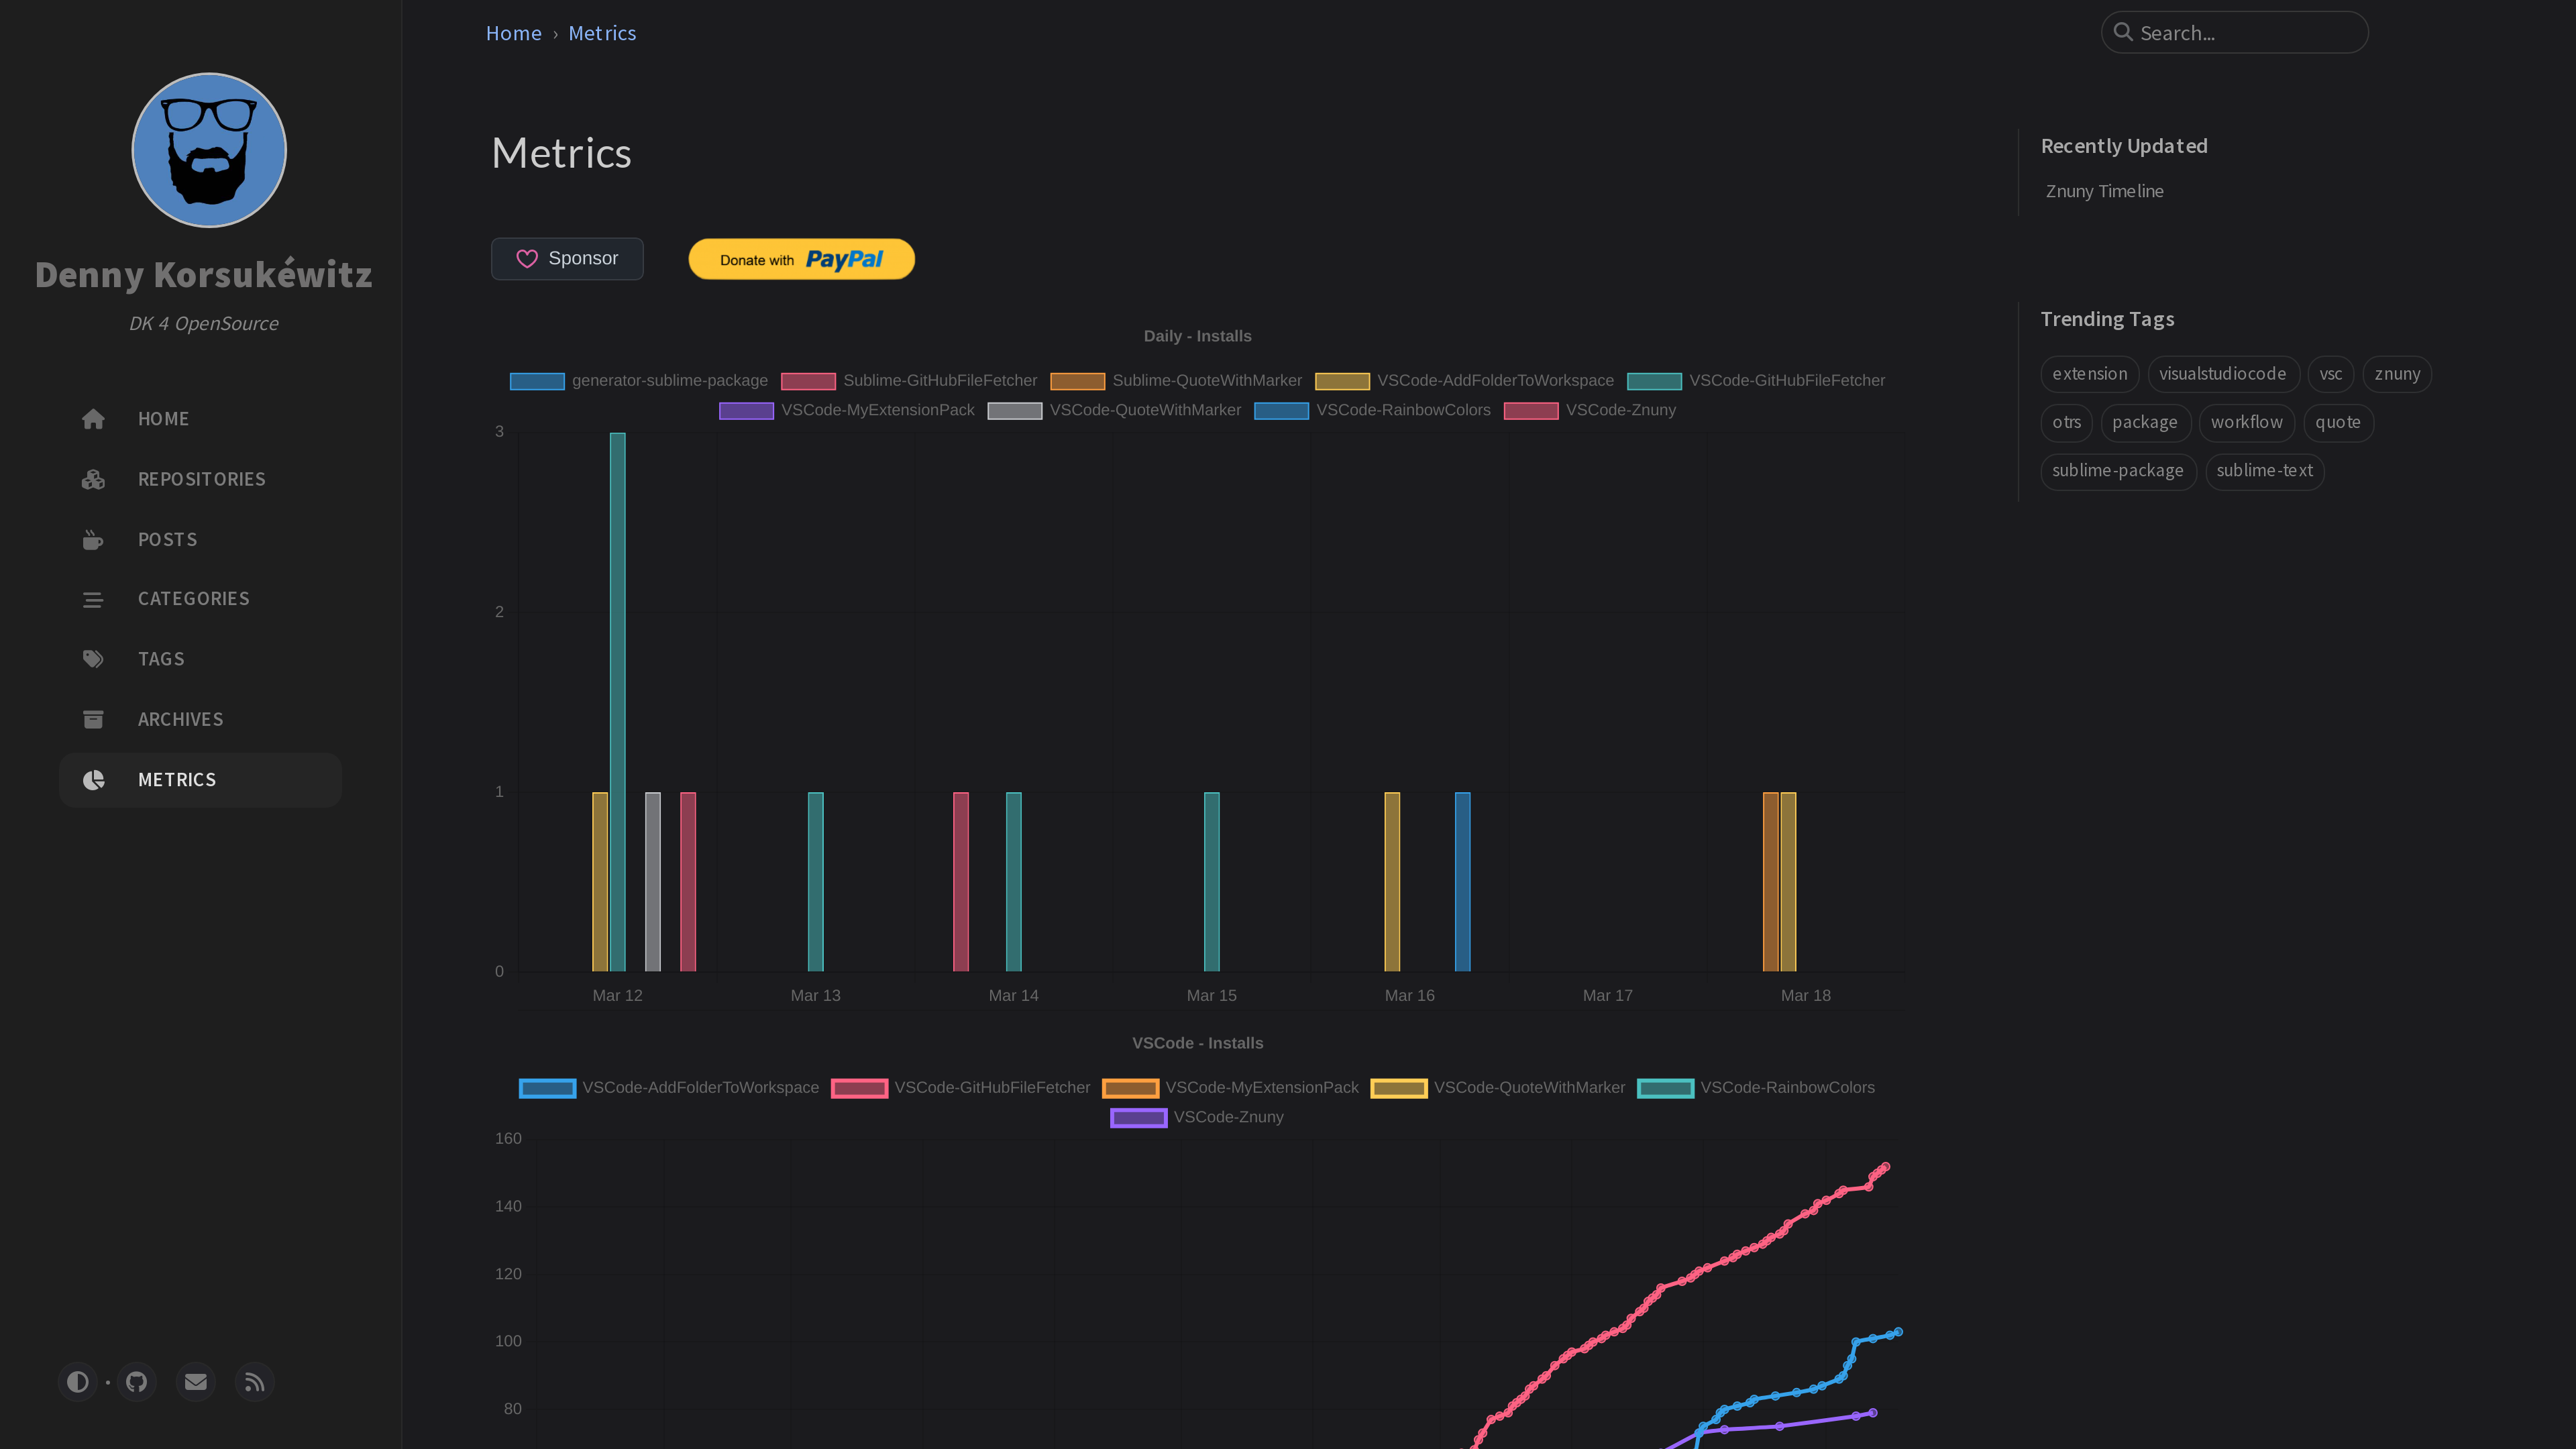 Home › Metrics
Search...
Denny Korsukéwitz
DK 4 OpenSource
HOME
REPOSITORIES
POSTS
CATEGORIES
TAGS
ARCHIVES
METRICS
Metrics
Sponsor
Donate with PayPal
Daily - Installs
generator-sublime-package Sublime-GitHubFileFetcher Sublime-QuoteWithMarker VSCode-AddFolderToWorkspace VSCode-GitHubFileFetcher
VSCode-MyExtensionPack VSCode-QuoteWithMarker VSCode-RainbowColors VSCode-Znuny
3
2
1
0
Mar 12 Mar 13 Mar 14 Mar 15 Mar 16 Mar 17 Mar 18
VSCode - Installs
VSCode-AddFolderToWorkspace VSCode-GitHubFileFetcher VSCode-MyExtensionPack VSCode-QuoteWithMarker VSCode-RainbowColors
VSCode-Znuny
160
140
120
100
80
Recently Updated
Znuny Timeline
Trending Tags
extension visualstudiocode vsc znuny
otrs package workflow quote
sublime-package sublime-text